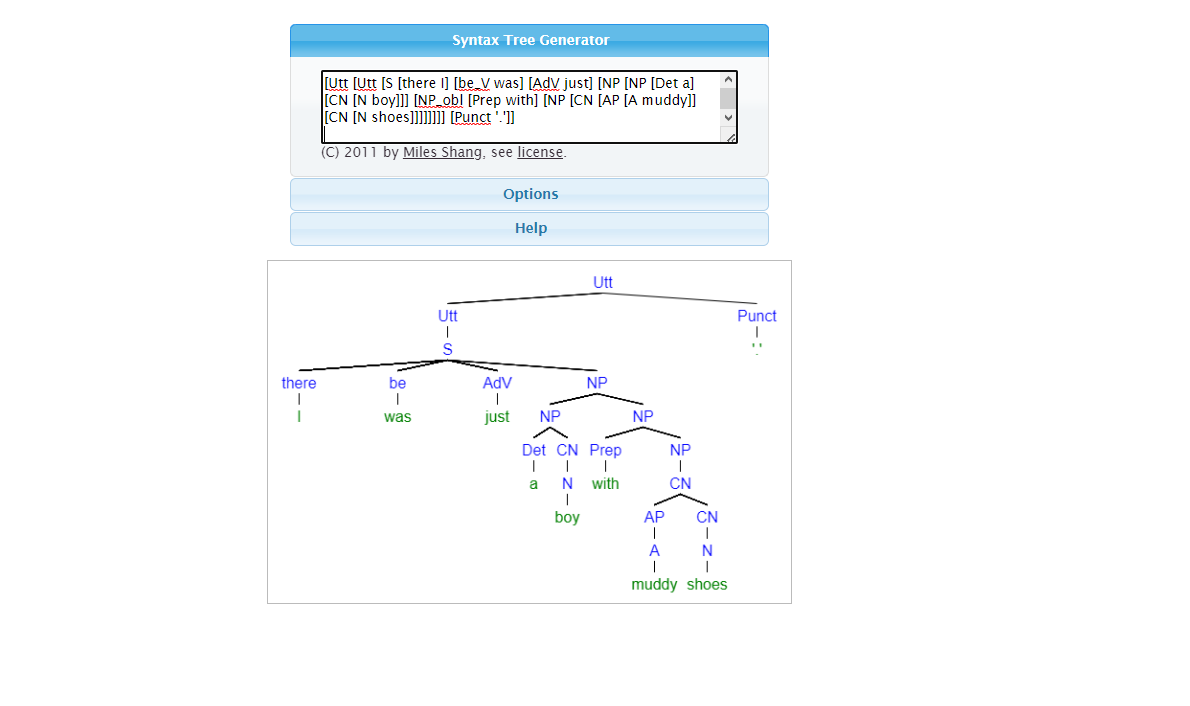 Syntax Tree Generator
[Utt [Utt [S [there I] [be_V was] [AdV just] [NP [NP [Det a]
[CN [N boy]]] [NP_obl [Prep with] [NP [CN [AP [A muddy]]
[CN [N shoes]]]]]]]] [Punct '.']]
(C) 2011 by Miles Shang, see license.
Options
Help
Utt
Utt Punct
S '.'
there be AdV NP
I was just NP NP
Det CN Prep NP
a N with CN
boy AP CN
A N
muddy shoes